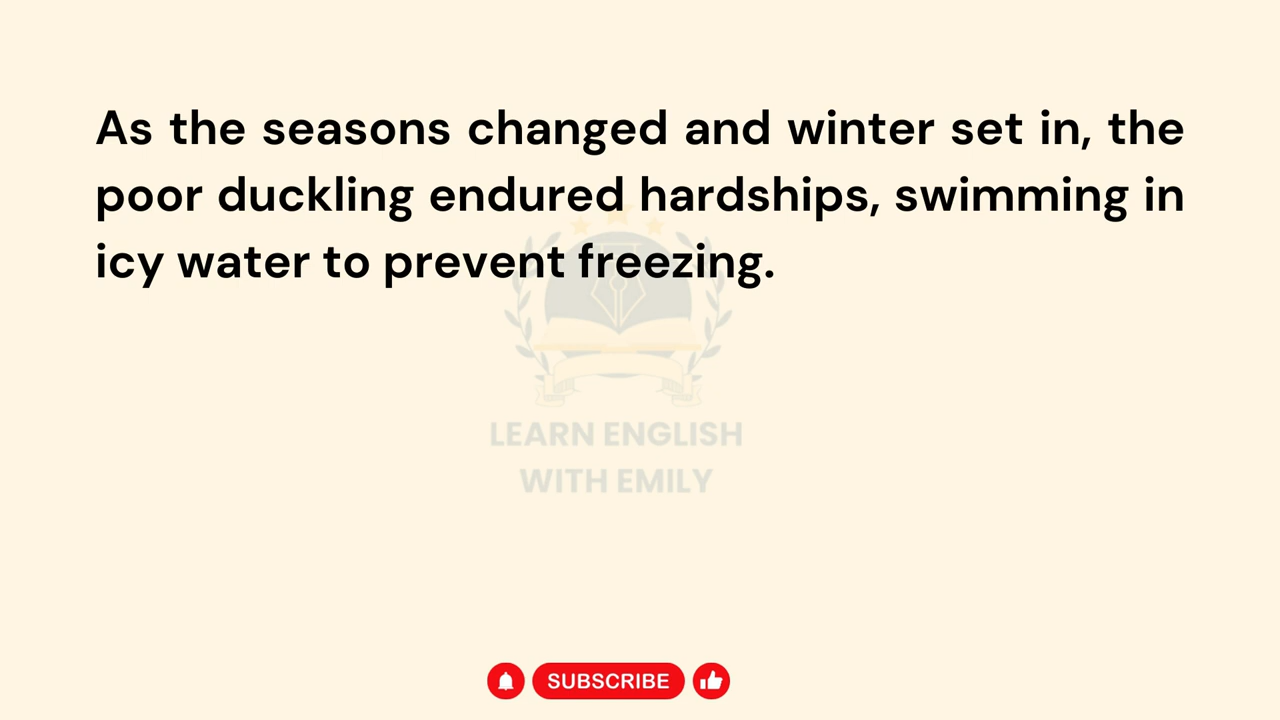 As the seasons changed and winter set in, the
poor duckling endured hardships, swimming in
icy water to prevent freezing.
LEARN ENGLISH
WITH EMILY
SUBSCRIBE